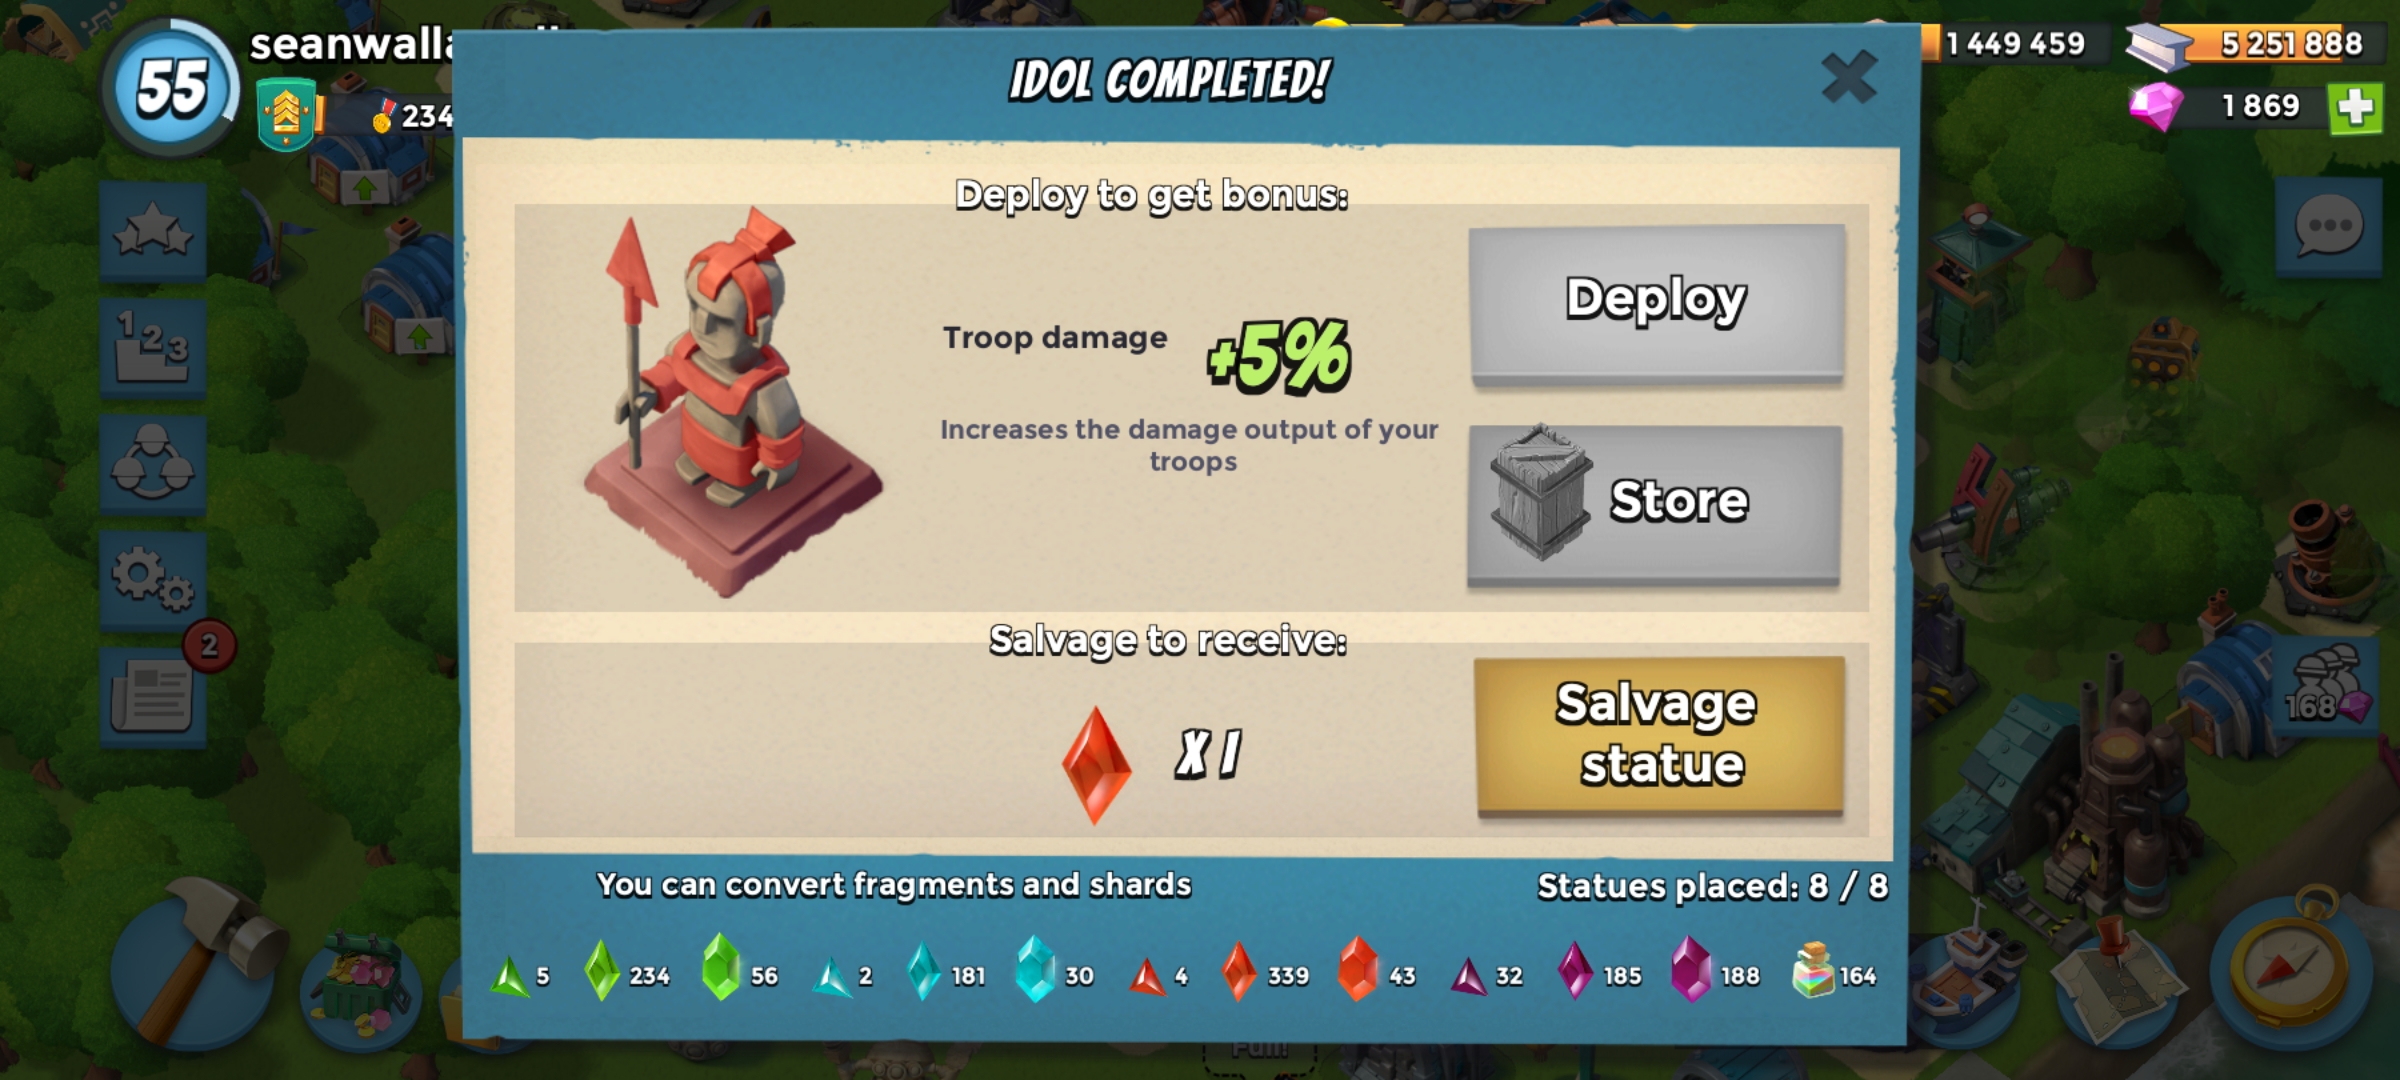 55
234
1 449 459
5 251 888
1 869
IDOL COMPLETED!
Deploy to get bonus:
Troop damage +5%
Increases the damage output of your
troops
Deploy
Store
Salvage to receive:
X 1
Salvage
statue
123
2
168
You can convert fragments and shards
Statues placed: 8 / 8
5 234 56 2 181 30 4 339 43 32 185 188 164
Full!